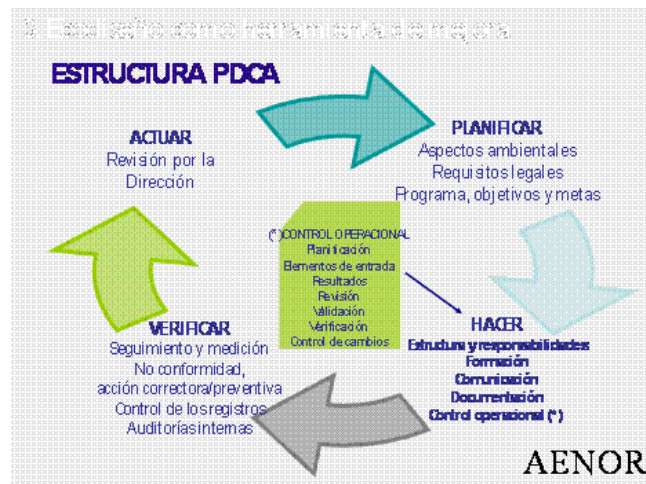 3. Ecodiseño como herramienta de mejora
ESTRUCTURA PDCA
ACTUAR
Revisión por la
Dirección
PLANIFICAR
Aspectos ambientales
Requisitos legales
Programa, objetivos y metas
(*)CONTROL OPERACIONAL
Planificación
Elementos de entrada
Resultados
Revisión
Validación
Verificación
Control de cambios
HACER
Estructura y responsabilidades
Formación
Comunicación
Documentación
Control operacional (*)
VERIFICAR
Seguimiento y medición
No conformidad,
acción correctora/preventiva
Control de los registros
Auditorías internas
AENOR